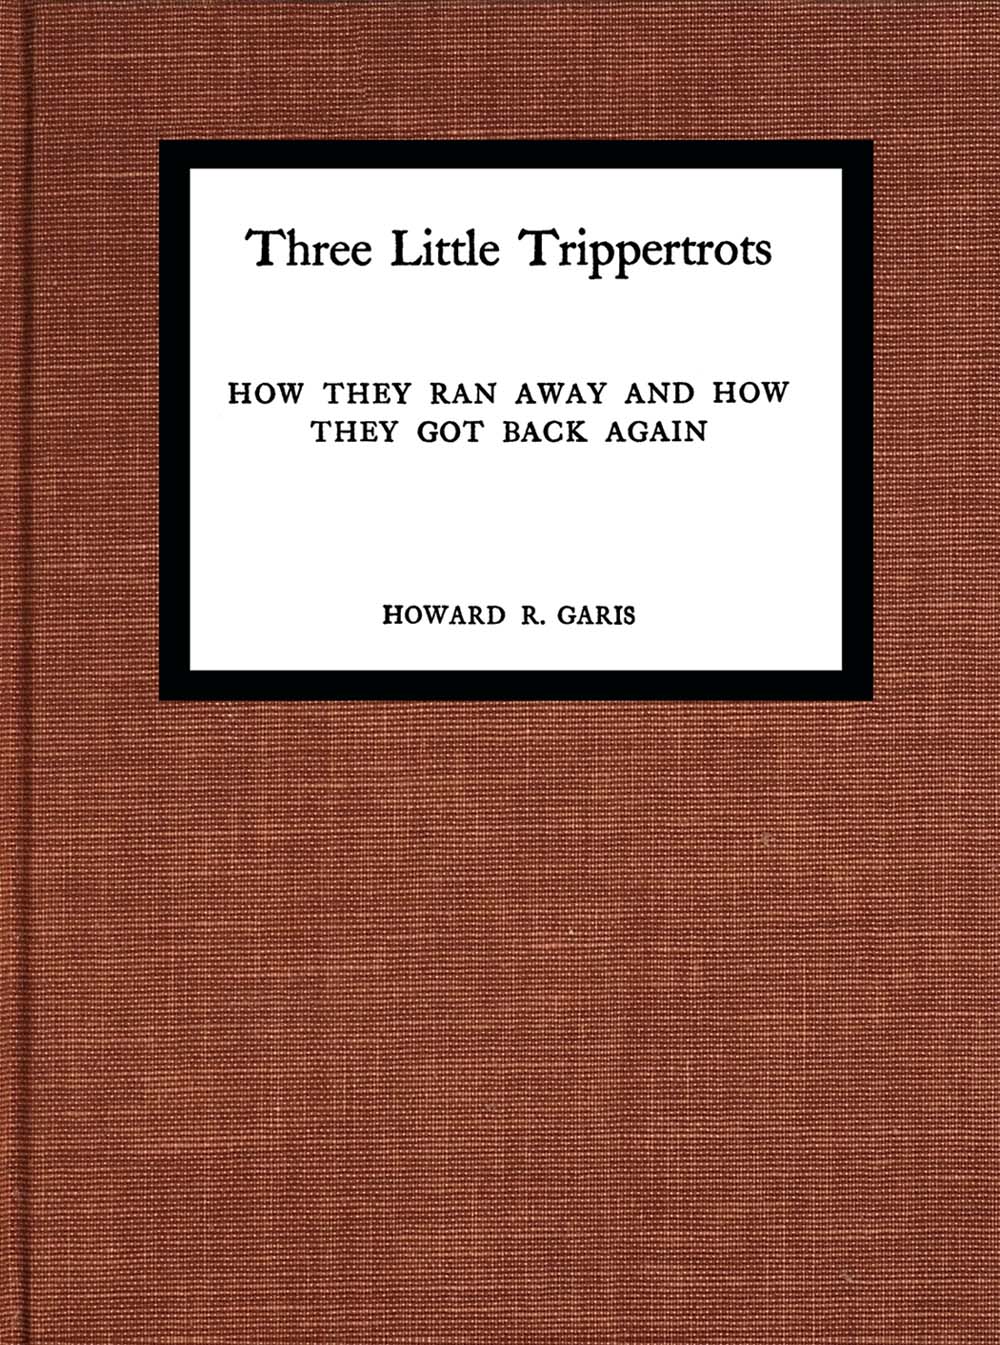 Three Little Trippertrots
HOW THEY RAN AWAY AND HOW
THEY GOT BACK AGAIN
HOWARD R. GARIS